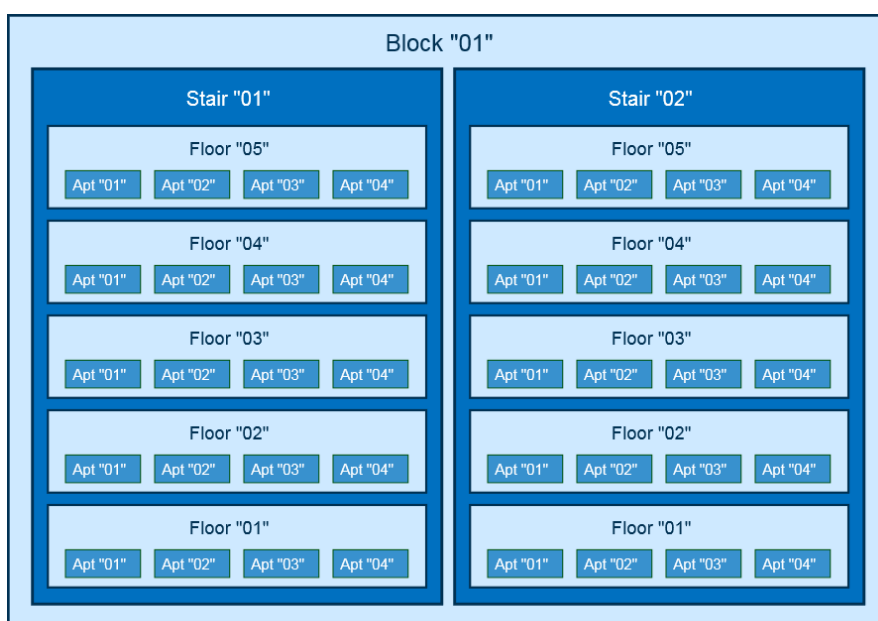 Block "01"
Stair "01"
Floor "05"
Apt "01" Apt "02" Apt "03" Apt "04"
Floor "04"
Apt "01" Apt "02" Apt "03" Apt "04"
Floor "03"
Apt "01" Apt "02" Apt "03" Apt "04"
Floor "02"
Apt "01" Apt "02" Apt "03" Apt "04"
Floor "01"
Apt "01" Apt "02" Apt "03" Apt "04"
Stair "02"
Floor "05"
Apt "01" Apt "02" Apt "03" Apt "04"
Floor "04"
Apt "01" Apt "02" Apt "03" Apt "04"
Floor "03"
Apt "01" Apt "02" Apt "03" Apt "04"
Floor "02"
Apt "01" Apt "02" Apt "03" Apt "04"
Floor "01"
Apt "01" Apt "02" Apt "03" Apt "04"